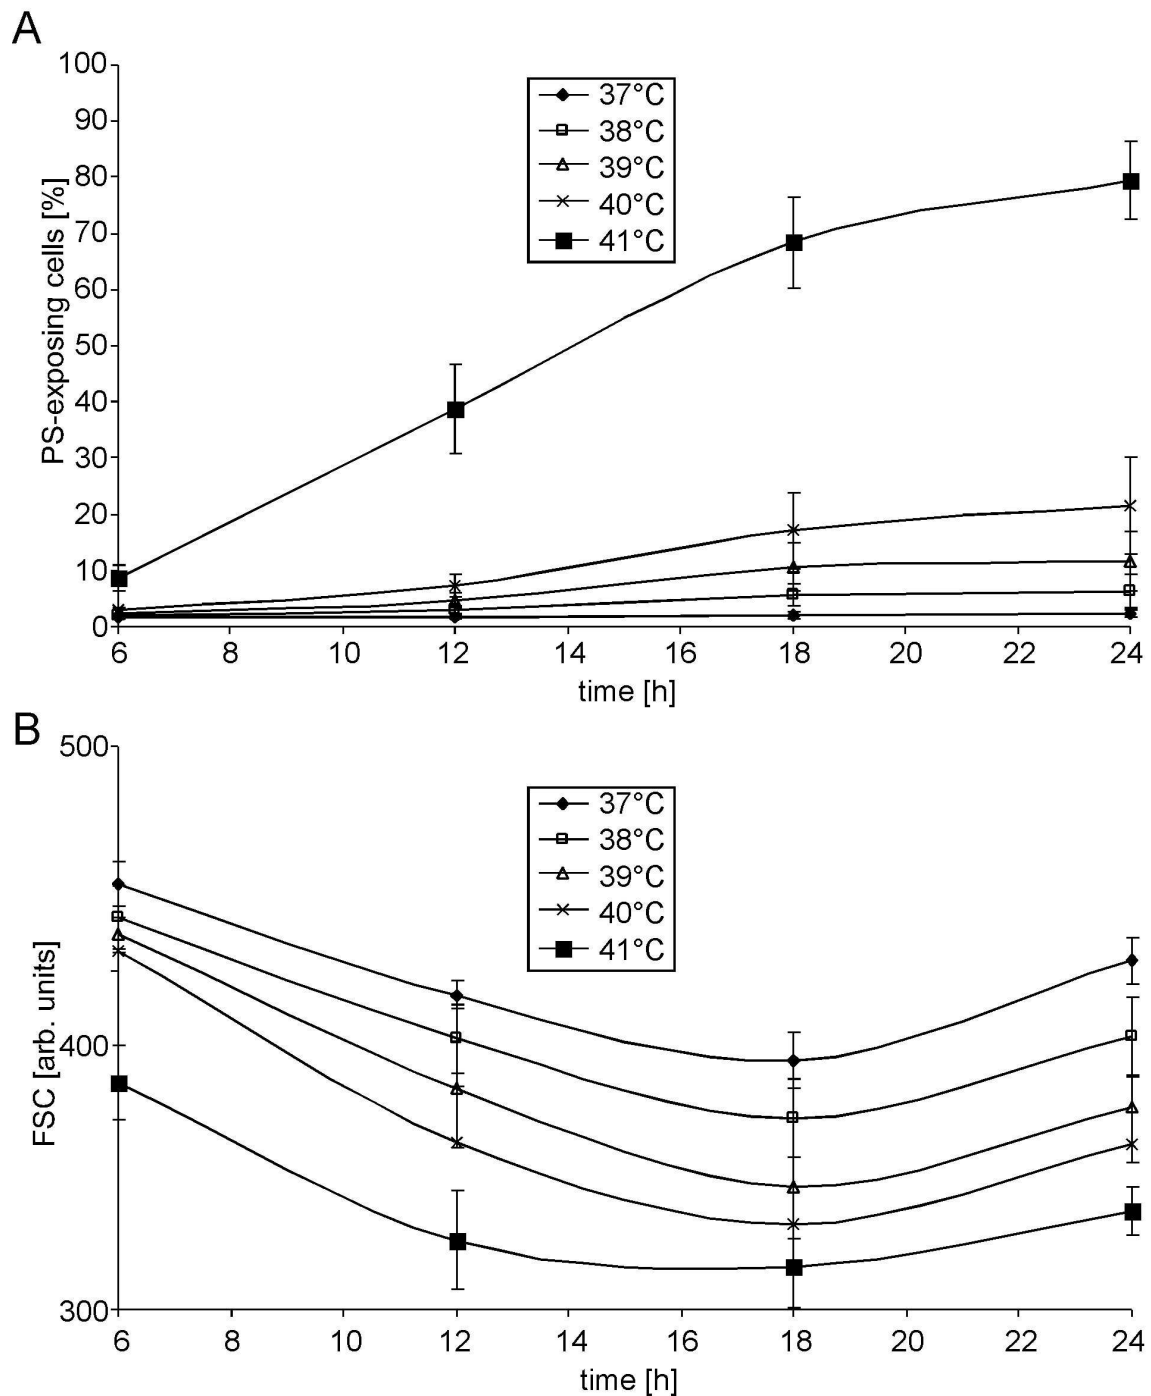 A
100
90
80
70
60
50
40
30
20
10
0
PS-exposing cells [%]
37°C
38°C
39°C
40°C
41°C
6 8 10 12 14 16 18 20 22 24
time [h]
B
500
400
300
FSC [arb. units]
37°C
38°C
39°C
40°C
41°C
6 8 10 12 14 16 18 20 22 24
time [h]